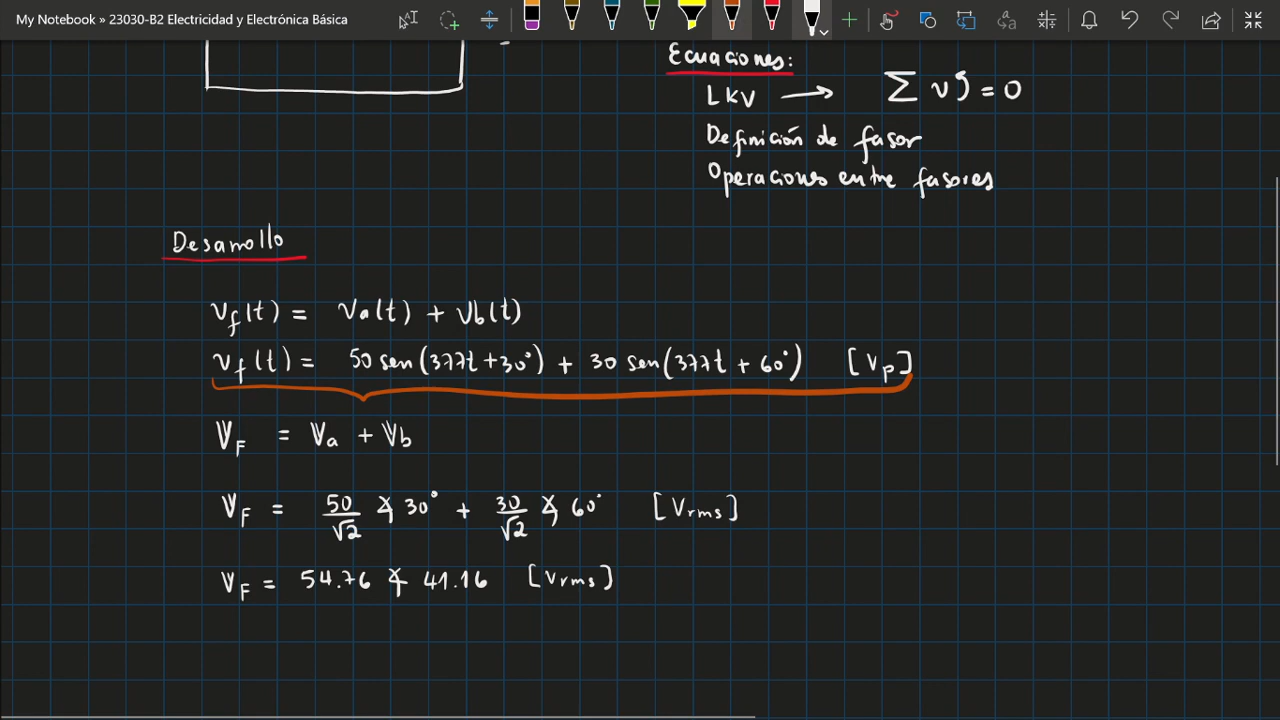 My Notebook » 23030-B2 Electricidad y Electrónica Básica
Ecuaciones:
LKV → ∑ vζ = 0
Definición de fasor
Operaciones entre fasores
Desarrollo
vf(t) = va(t) + vb(t)
vf(t) = 50 sen(377t+30°) + 30 sen(377t + 60°) [Vp]
VF = Va + Vb
VF = 50/√2 ∡ 30° + 30/√2 ∡ 60° [Vrms]
VF = 54.76 ∡ 41.16 [Vrms]